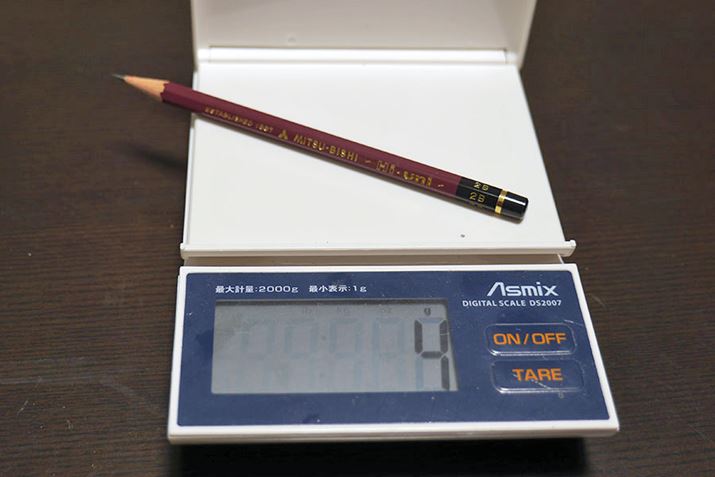 ESTABLISHED 1887 MITSU-BISHI Hi-uni 2B
2B
最大計量:2000g 最小表示:1g
Asmix
DIGITAL SCALE DS2007
g
4
ON/OFF
TARE